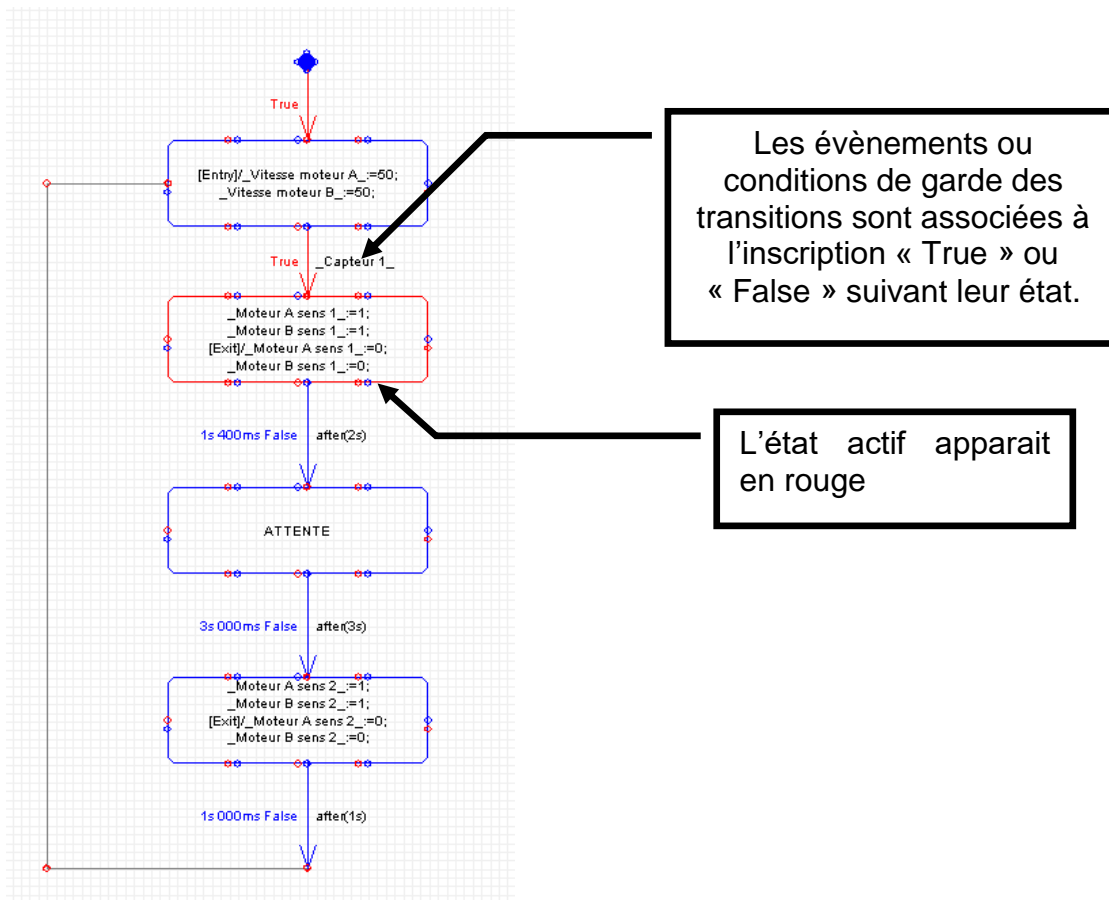 True
[Entry]/_Vitesse moteur A_:=50;
_Vitesse moteur B_:=50;
True _Capteur 1_
_Moteur A sens 1_:=1;
_Moteur B sens 1_:=1;
[Exit]/_Moteur A sens 1_:=0;
_Moteur B sens 1_:=0;
1s 400ms False after(2s)
ATTENTE
3s 000ms False after(3s)
_Moteur A sens 2_:=1;
_Moteur B sens 2_:=1;
[Exit]/_Moteur A sens 2_:=0;
_Moteur B sens 2_:=0;
1s 000ms False after(1s)
Les évènements ou
conditions de garde des
transitions sont associées à
l’inscription « True » ou
« False » suivant leur état.
L’état actif apparait
en rouge